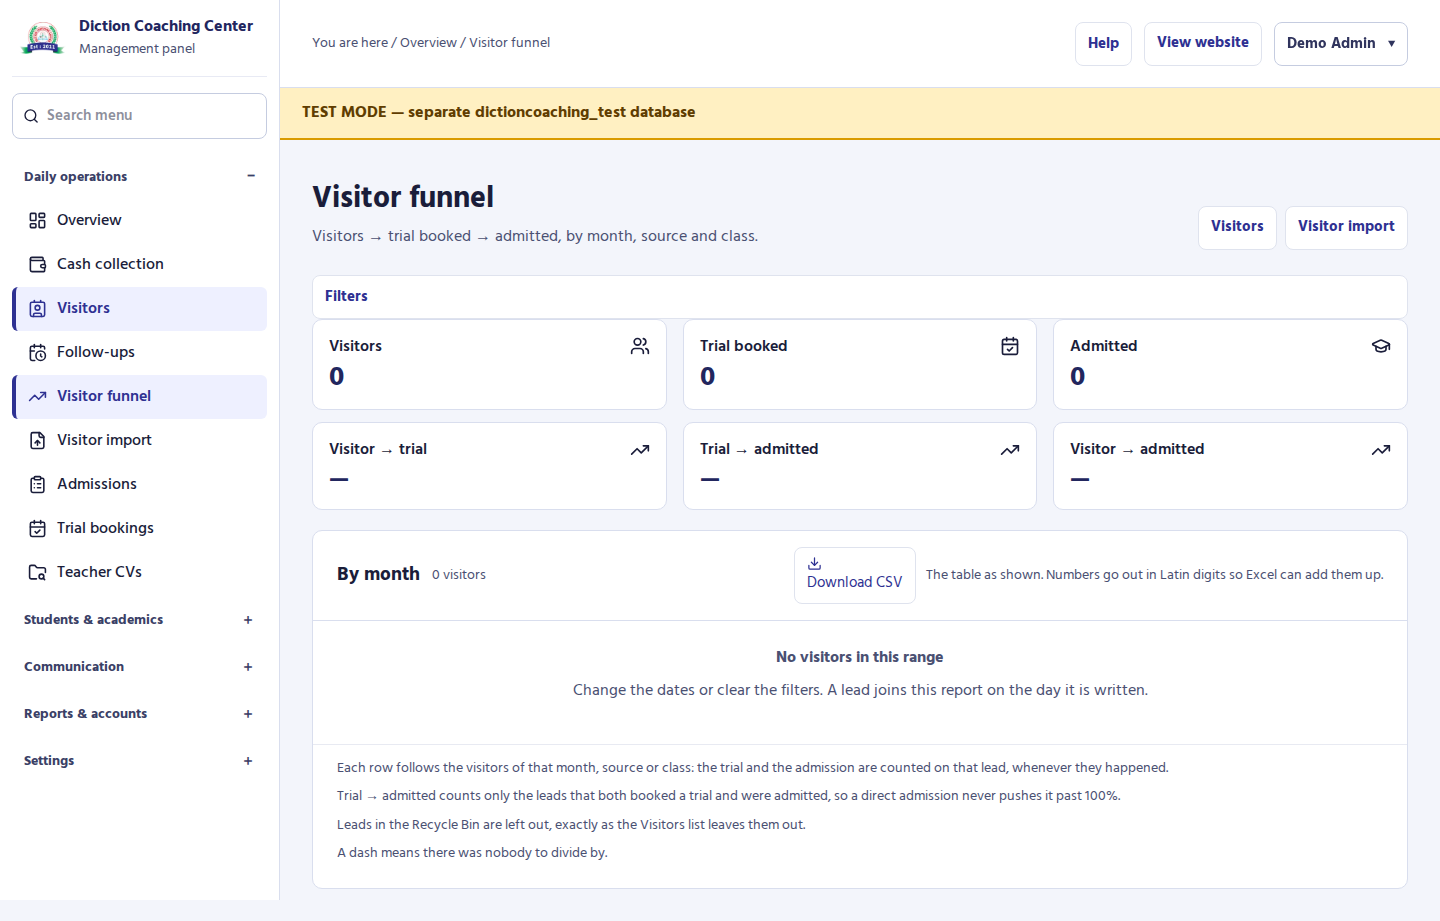 Est : 2011
Diction Coaching Center
Management panel
Search menu
Daily operations −
Overview
Cash collection
Visitors
Follow-ups
Visitor funnel
Visitor import
Admissions
Trial bookings
Teacher CVs
Students & academics +
Communication +
Reports & accounts +
Settings +
You are here / Overview / Visitor funnel
Help
View website
Demo Admin ▾
TEST MODE — separate dictioncoaching_test database
Visitor funnel
Visitors → trial booked → admitted, by month, source and class.
Visitors
Visitor import
Filters
Visitors
0
Trial booked
0
Admitted
0
Visitor → trial
—
Trial → admitted
—
Visitor → admitted
—
By month 0 visitors
Download CSV
The table as shown. Numbers go out in Latin digits so Excel can add them up.
No visitors in this range
Change the dates or clear the filters. A lead joins this report on the day it is written.
Each row follows the visitors of that month, source or class: the trial and the admission are counted on that lead, whenever they happened.
Trial → admitted counts only the leads that both booked a trial and were admitted, so a direct admission never pushes it past 100%.
Leads in the Recycle Bin are left out, exactly as the Visitors list leaves them out.
A dash means there was nobody to divide by.